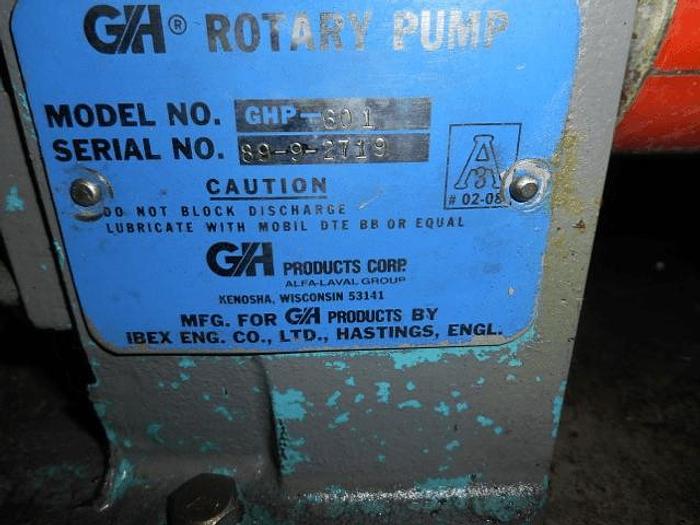 G/H® ROTARY PUMP
MODEL NO. GHP-601
SERIAL NO. 89-9-2719
CAUTION
DO NOT BLOCK DISCHARGE
LUBRICATE WITH MOBIL DTE BB OR EQUAL
A
3
# 02-08
G/H PRODUCTS CORP.
ALFA-LAVAL GROUP
KENOSHA, WISCONSIN 53141
MFG. FOR G/H PRODUCTS BY
IBEX ENG. CO., LTD., HASTINGS, ENGL.